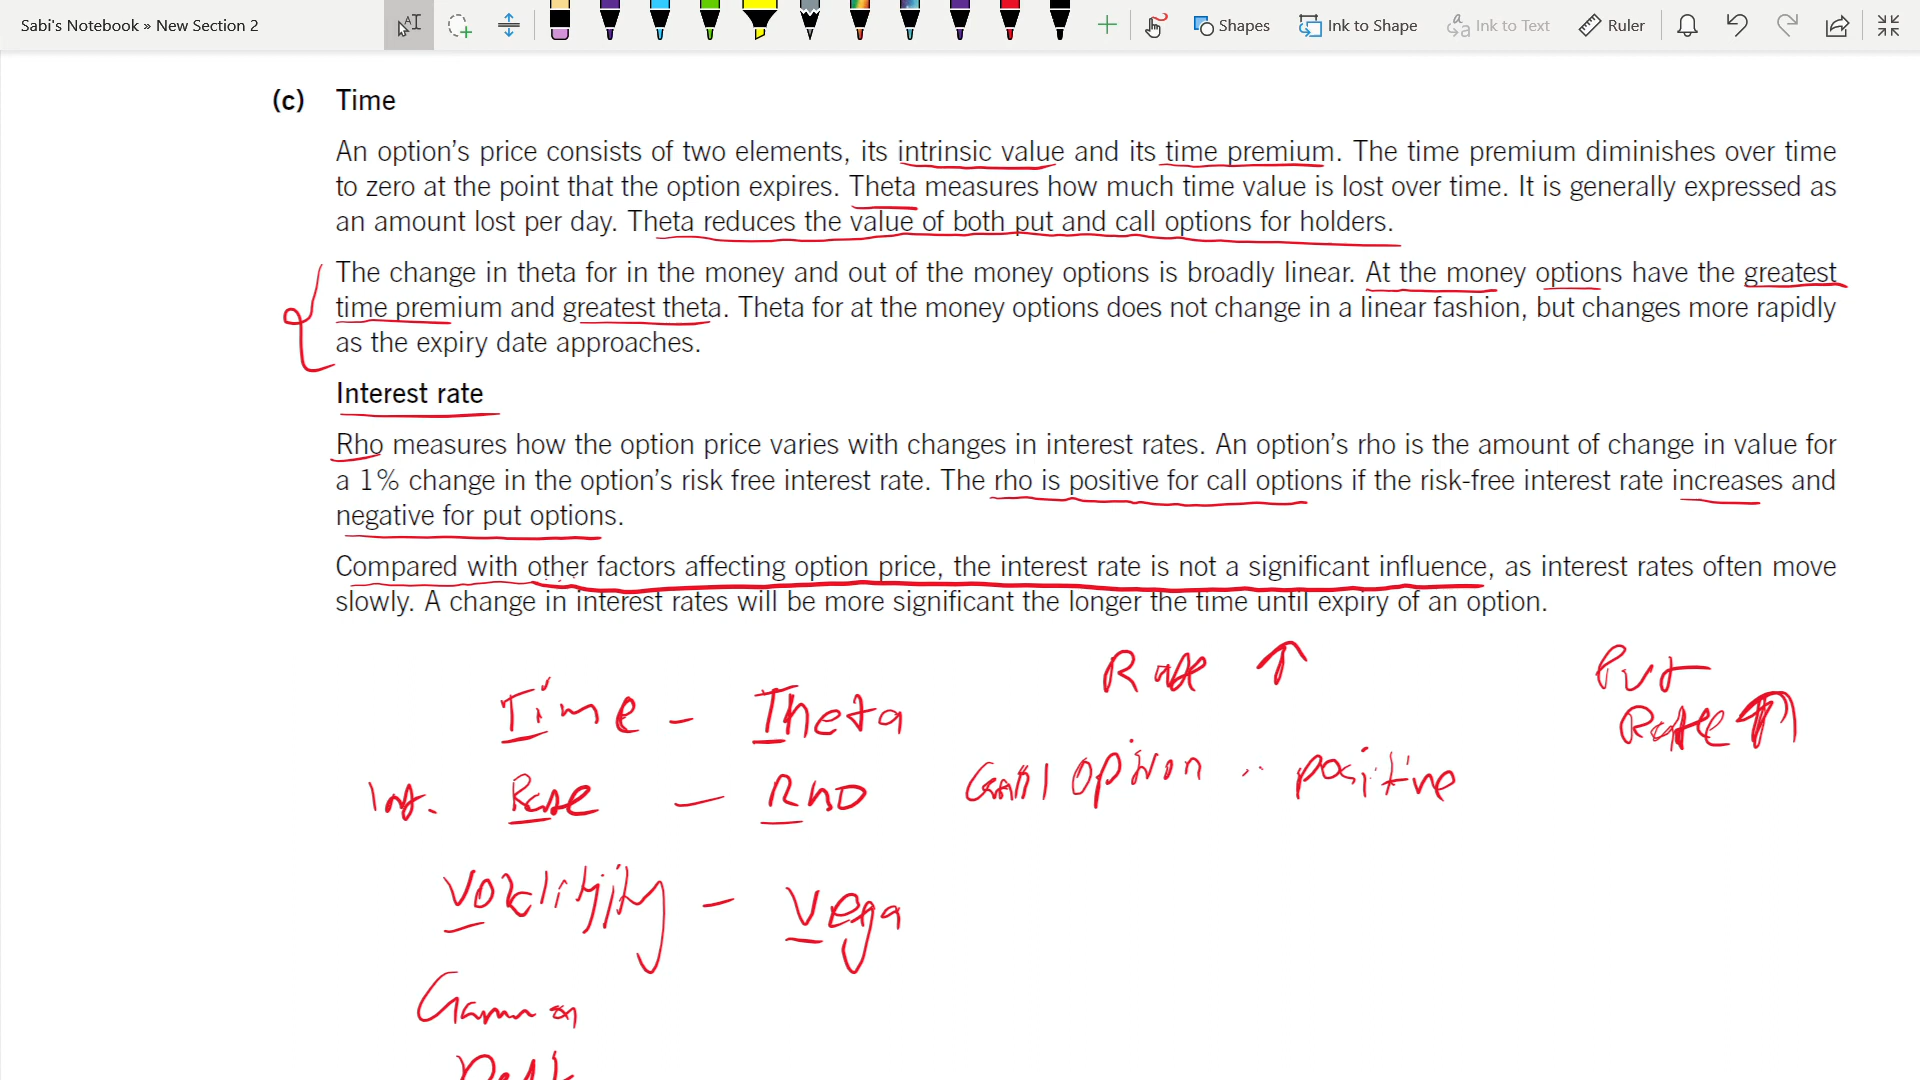 Sabi's Notebook » New Section 2
Shapes
Ink to Shape
Ink to Text
Ruler
(c) Time
An option's price consists of two elements, its intrinsic value and its time premium. The time premium diminishes over time
to zero at the point that the option expires. Theta measures how much time value is lost over time. It is generally expressed as
an amount lost per day. Theta reduces the value of both put and call options for holders.
The change in theta for in the money and out of the money options is broadly linear. At the money options have the greatest
time premium and greatest theta. Theta for at the money options does not change in a linear fashion, but changes more rapidly
as the expiry date approaches.
Interest rate
Rho measures how the option price varies with changes in interest rates. An option's rho is the amount of change in value for
a 1% change in the option's risk free interest rate. The rho is positive for call options if the risk-free interest rate increases and
negative for put options.
Compared with other factors affecting option price, the interest rate is not a significant influence, as interest rates often move
slowly. A change in interest rates will be more significant the longer the time until expiry of an option.
Rate ↑
Put
Rate ↑
Time - Theta
Call option positive
Int. Rate - Rho
- Vega